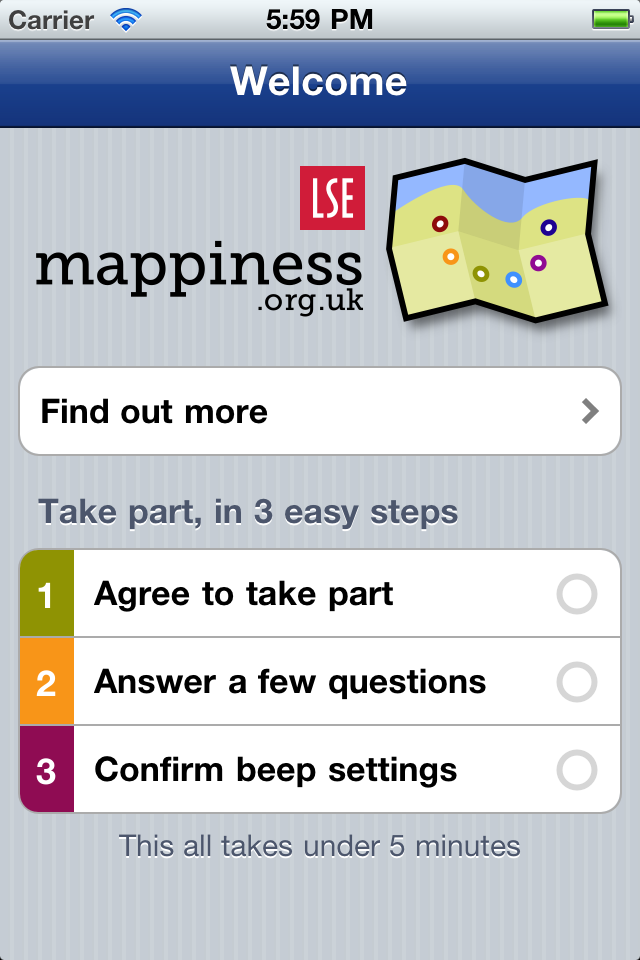 Carrier 5:59 PM
Welcome
LSE
mappiness
.org.uk
Find out more
Take part, in 3 easy steps
1 Agree to take part
2 Answer a few questions
3 Confirm beep settings
This all takes under 5 minutes